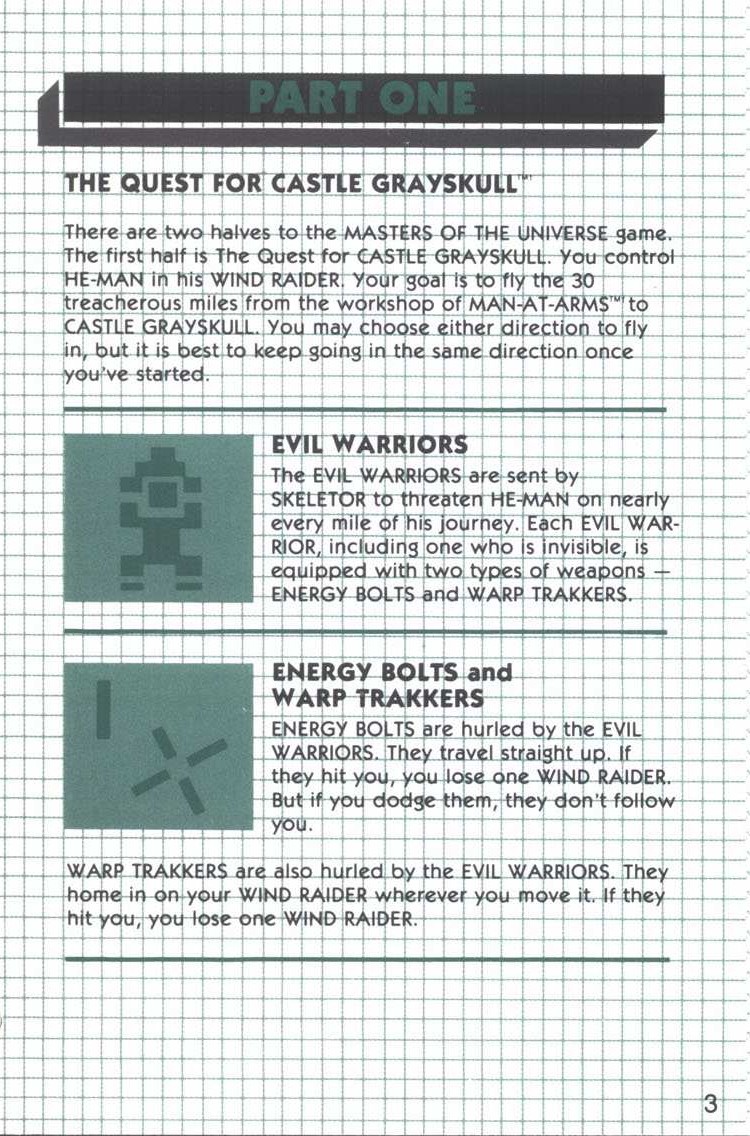 PART ONE
THE QUEST FOR CASTLE GRAYSKULL™
There are two halves to the MASTERS OF THE UNIVERSE game.
The first half is The Quest for CASTLE GRAYSKULL. You control
HE-MAN in his WIND RAIDER. Your goal is to fly the 30
treacherous miles from the workshop of MAN-AT-ARMS™ to
CASTLE GRAYSKULL. You may choose either direction to fly
in, but it is best to keep going in the same direction once
you've started.
EVIL WARRIORS
The EVIL WARRIORS are sent by
SKELETOR to threaten HE-MAN on nearly
every mile of his journey. Each EVIL WAR-
RIOR, including one who is invisible, is
equipped with two types of weapons —
ENERGY BOLTS and WARP TRAKKERS.
ENERGY BOLTS and
WARP TRAKKERS
ENERGY BOLTS are hurled by the EVIL
WARRIORS. They travel straight up. If
they hit you, you lose one WIND RAIDER.
But if you dodge them, they don't follow
you.
WARP TRAKKERS are also hurled by the EVIL WARRIORS. They
home in on your WIND RAIDER wherever you move it. If they
hit you, you lose one WIND RAIDER.
3